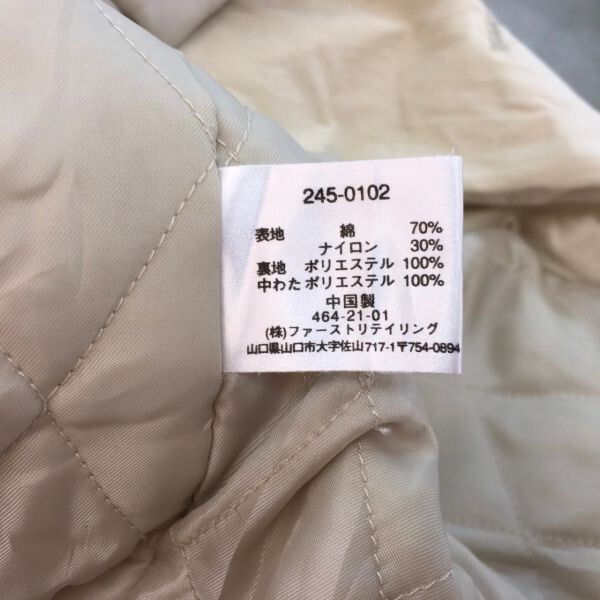 245-0102
表地 綿 70%
ナイロン 30%
裏地 ポリエステル 100%
中わた ポリエステル 100%
中国製
464-21-01
(株)ファーストリテイリング
山口県山口市大字佐山717-1〒754-0894